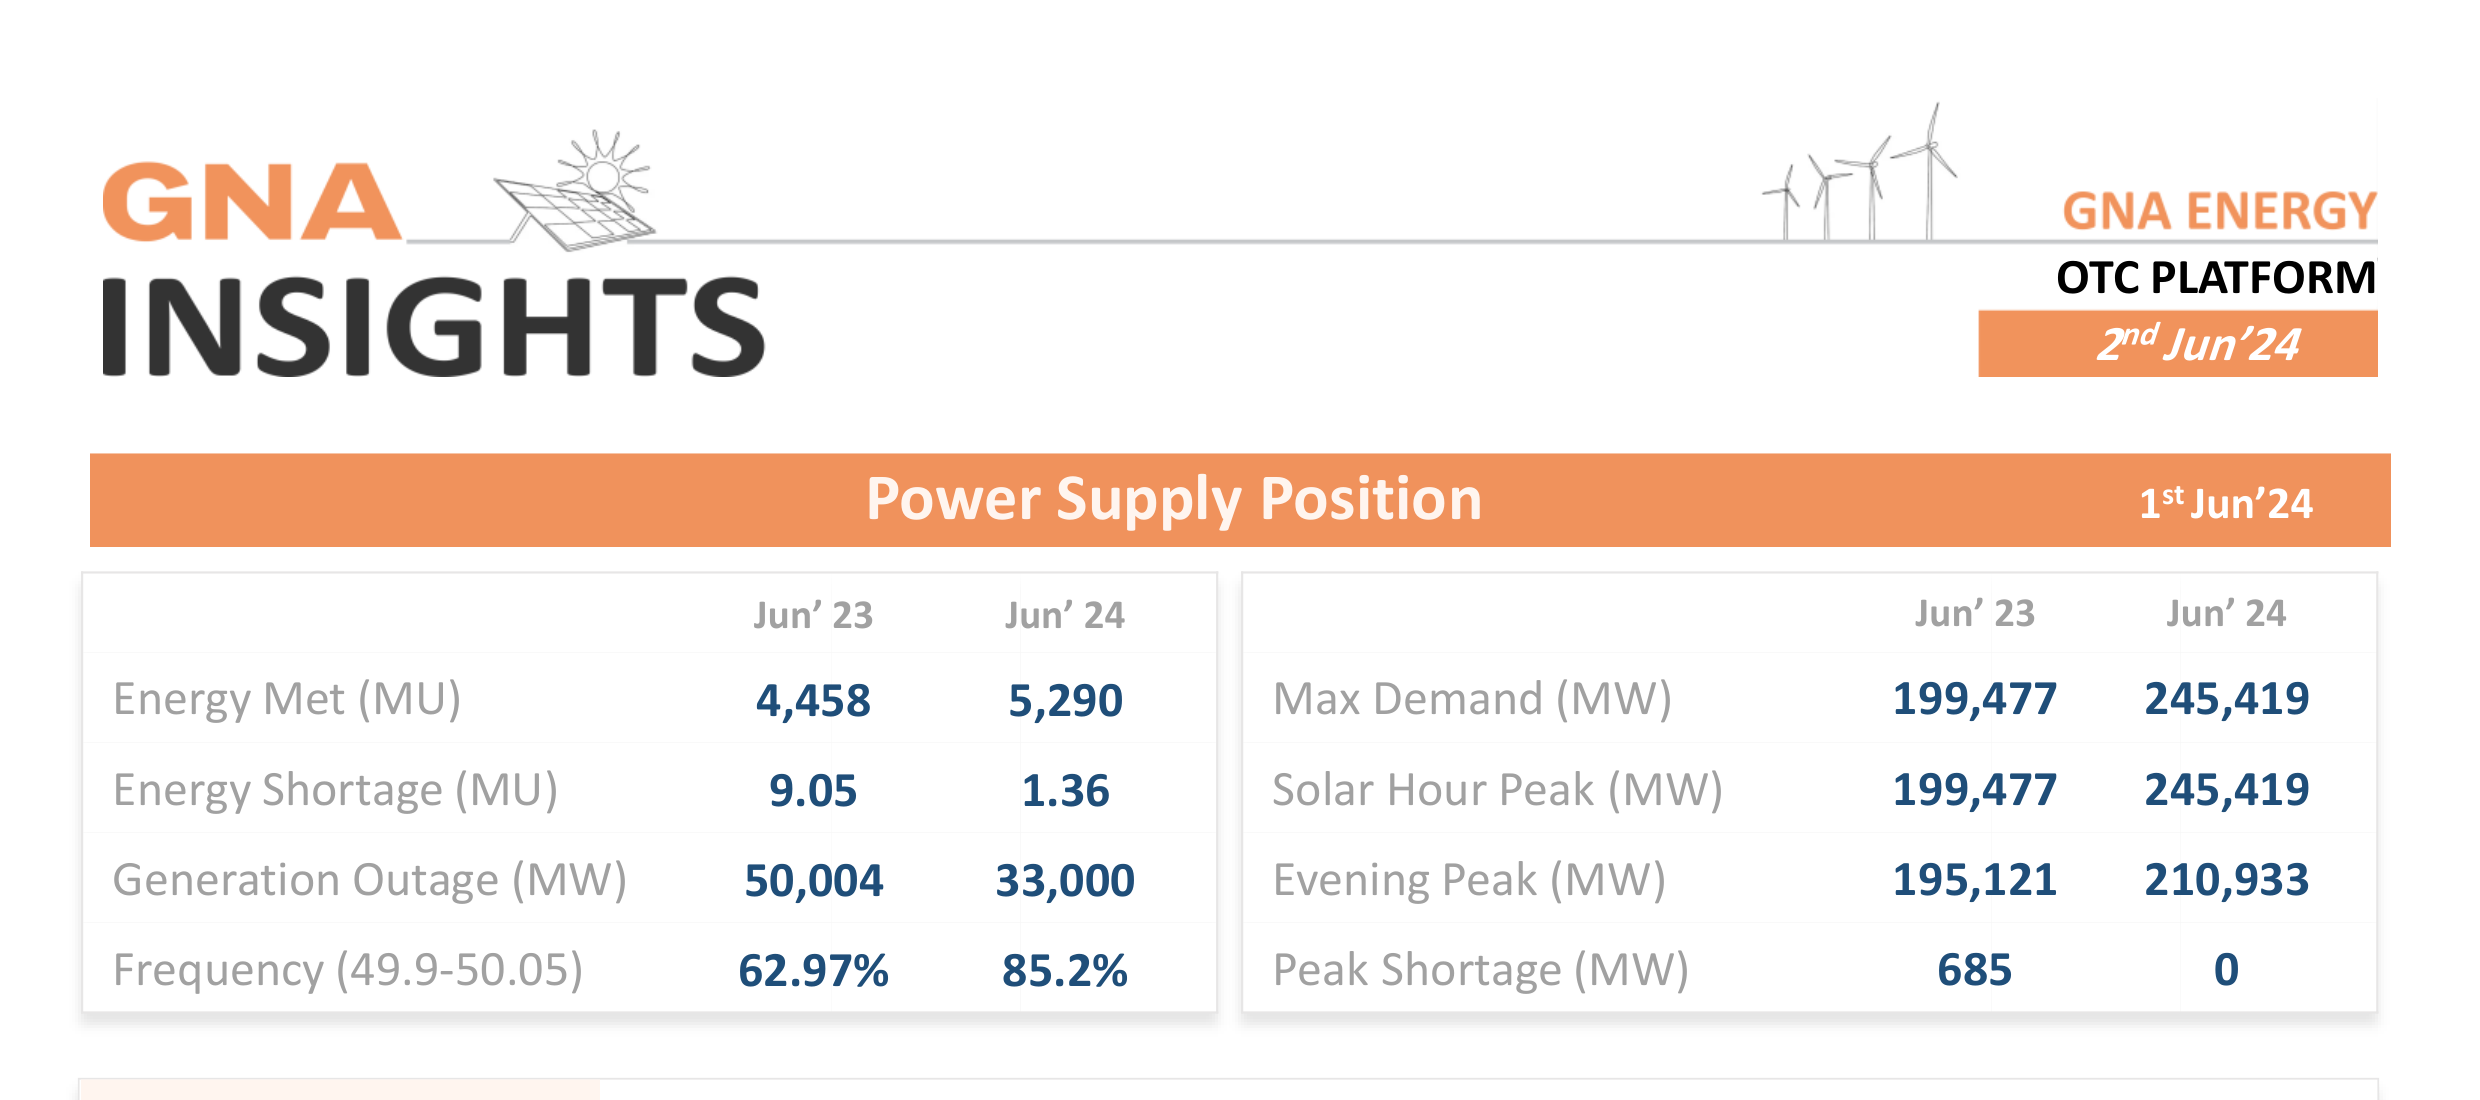 GNA
INSIGHTS
GNA ENERGY
OTC PLATFORM
2nd Jun’24
Power Supply Position 1st Jun’24
Jun’ 23 Jun’ 24
Energy Met (MU) 4,458 5,290
Energy Shortage (MU) 9.05 1.36
Generation Outage (MW) 50,004 33,000
Frequency (49.9-50.05) 62.97% 85.2%
Jun’ 23 Jun’ 24
Max Demand (MW) 199,477 245,419
Solar Hour Peak (MW) 199,477 245,419
Evening Peak (MW) 195,121 210,933
Peak Shortage (MW) 685 0